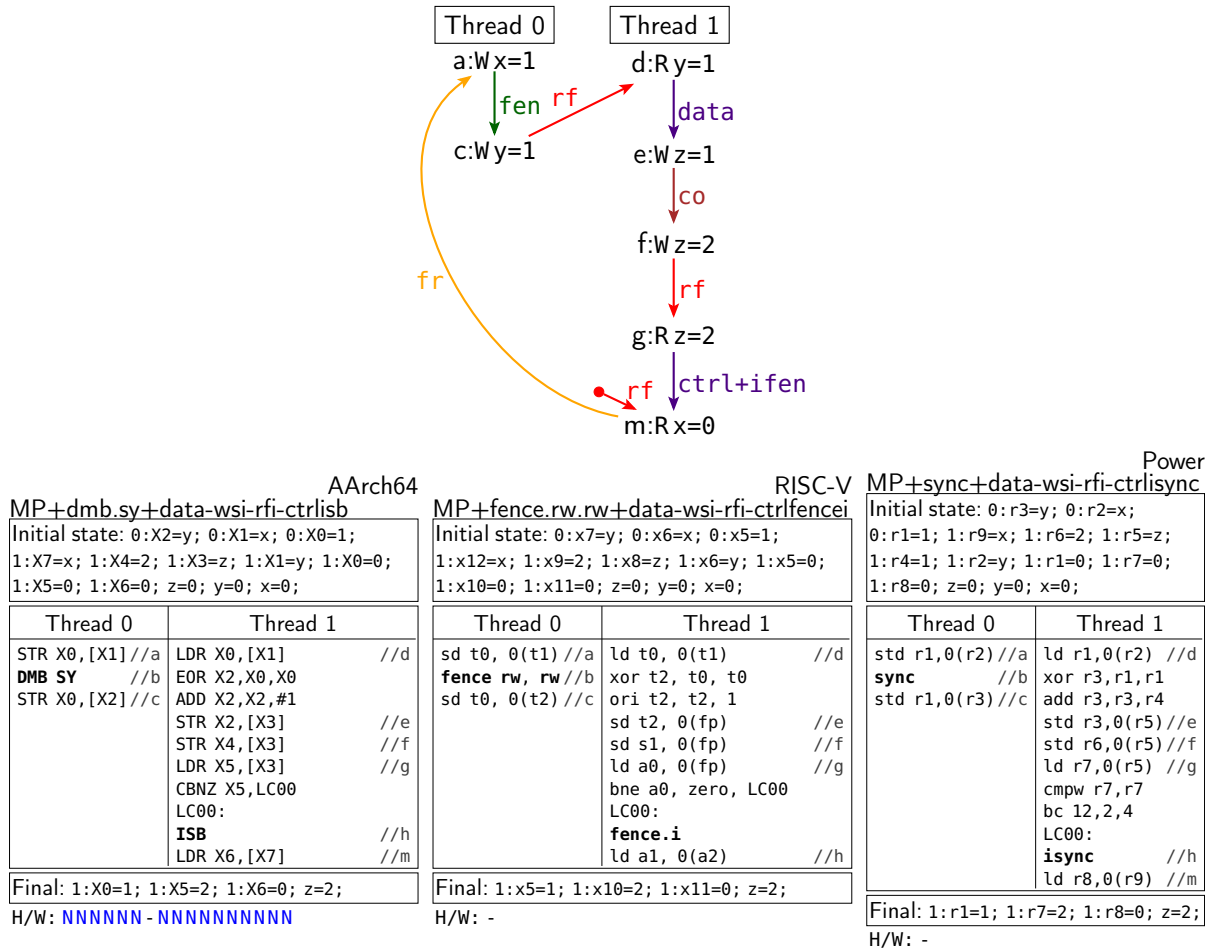 Thread 0 Thread 1
a:W x=1 d:R y=1
fen rf data
c:W y=1 e:W z=1
co
f:W z=2
fr rf
g:R z=2
rf ctrl+ifen
m:R x=0
AArch64
MP+dmb.sy+data-wsi-rfi-ctrlisb
Initial state: 0:X2=y; 0:X1=x; 0:X0=1;
1:X7=x; 1:X4=2; 1:X3=z; 1:X1=y; 1:X0=0;
1:X5=0; 1:X6=0; z=0; y=0; x=0;
Thread 0 Thread 1
STR X0,[X1]//a LDR X0,[X1] //d
DMB SY //b EOR X2,X0,X0
STR X0,[X2]//c ADD X2,X2,#1
STR X2,[X3] //e
STR X4,[X3] //f
LDR X5,[X3] //g
CBNZ X5,LC00
LC00:
ISB //h
LDR X6,[X7] //m
Final: 1:X0=1; 1:X5=2; 1:X6=0; z=2;
H/W: NNNNNN-NNNNNNNNNN
RISC-V
MP+fence.rw.rw+data-wsi-rfi-ctrlfencei
Initial state: 0:x7=y; 0:x6=x; 0:x5=1;
1:x12=x; 1:x9=2; 1:x8=z; 1:x6=y; 1:x5=0;
1:x10=0; 1:x11=0; z=0; y=0; x=0;
Thread 0 Thread 1
sd t0, 0(t1)//a ld t0, 0(t1) //d
fence rw, rw//b xor t2, t0, t0
sd t0, 0(t2)//c ori t2, t2, 1
sd t2, 0(fp) //e
sd s1, 0(fp) //f
ld a0, 0(fp) //g
bne a0, zero, LC00
LC00:
fence.i
ld a1, 0(a2) //h
Final: 1:x5=1; 1:x10=2; 1:x11=0; z=2;
H/W: -
Power
MP+sync+data-wsi-rfi-ctrlisync
Initial state: 0:r3=y; 0:r2=x;
0:r1=1; 1:r9=x; 1:r6=2; 1:r5=z;
1:r4=1; 1:r2=y; 1:r1=0; 1:r7=0;
1:r8=0; z=0; y=0; x=0;
Thread 0 Thread 1
std r1,0(r2)//a ld r1,0(r2) //d
sync //b xor r3,r1,r1
std r1,0(r3)//c add r3,r3,r4
std r3,0(r5)//e
std r6,0(r5)//f
ld r7,0(r5) //g
cmpw r7,r7
bc 12,2,4
LC00:
isync //h
ld r8,0(r9) //m
Final: 1:r1=1; 1:r7=2; 1:r8=0; z=2;
H/W: -